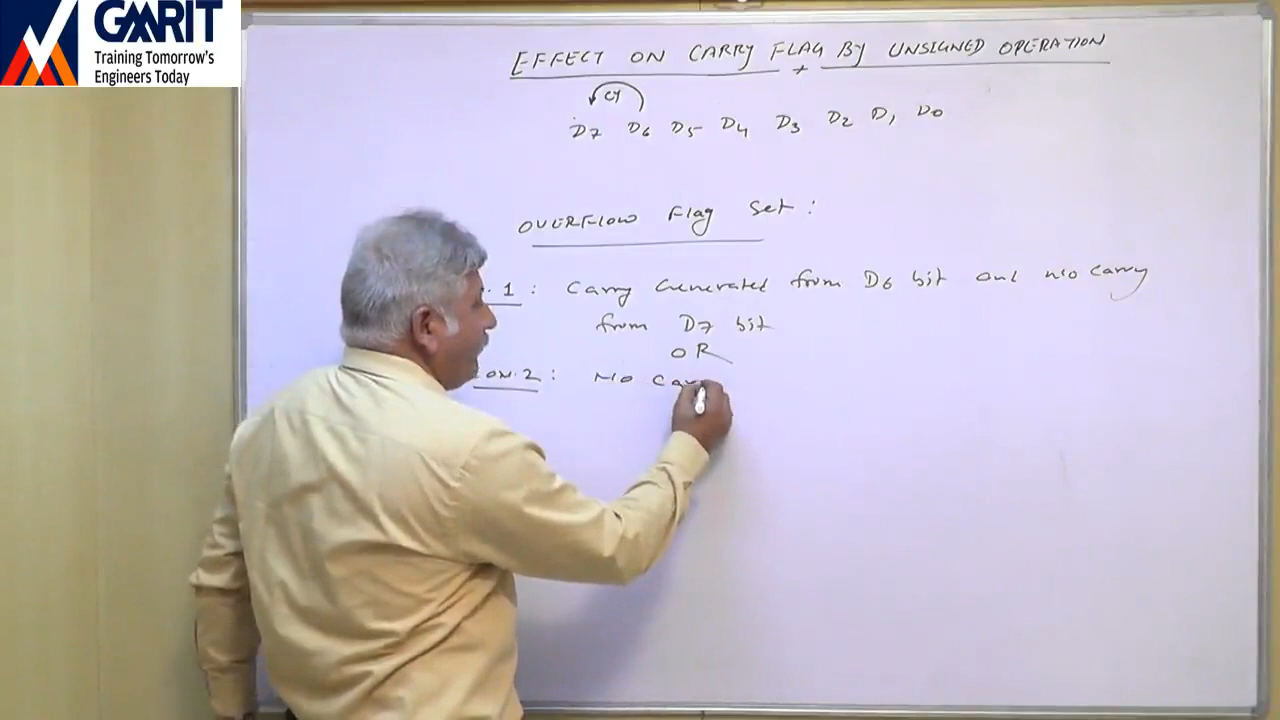 GMRIT
Training Tomorrow's
Engineers Today
EFFECT ON CARRY FLAG BY UNSIGNED OPERATION
CY
D7 D6 D5 D4 D3 D2 D1 D0
OVERFLOW Flag Set:
1 : Carry Generated from D6 bit and no carry
from D7 bit
OR
CON.2 : NO Car